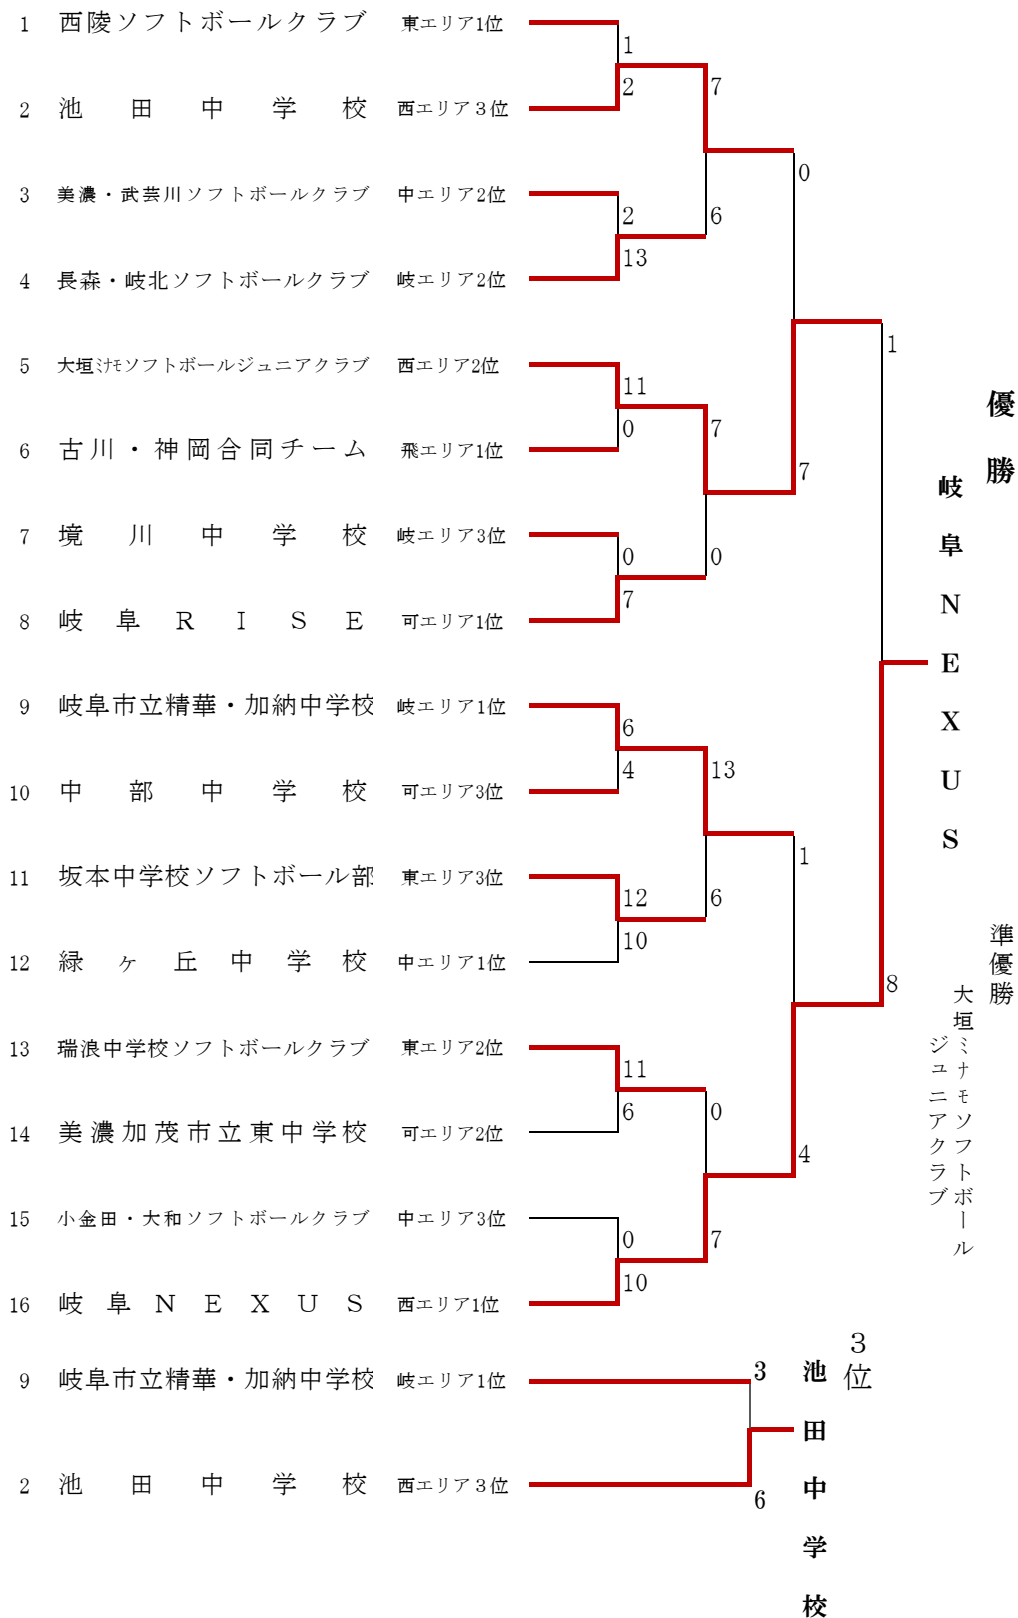 1 西陵ソフトボールクラブ 東エリア1位
2 池田中学校 西エリア３位
3 美濃・武芸川ソフトボールクラブ 中エリア2位
4 長森・岐北ソフトボールクラブ 岐エリア2位
5 大垣ﾐﾅﾓソフトボールジュニアクラブ 西エリア2位
6 古川・神岡合同チーム 飛エリア1位
7 境川中学校 岐エリア3位
8 岐阜ＲＩＳＥ 可エリア1位
9 岐阜市立精華・加納中学校 岐エリア1位
10 中部中学校 可エリア3位
11 坂本中学校ソフトボール部 東エリア3位
12 緑ヶ丘中学校 中エリア1位
13 瑞浪中学校ソフトボールクラブ 東エリア2位
14 美濃加茂市立東中学校 可エリア2位
15 小金田・大和ソフトボールクラブ 中エリア3位
16 岐阜ＮＥＸＵＳ 西エリア1位
9 岐阜市立精華・加納中学校 岐エリア1位
2 池田中学校 西エリア３位
1
2
2
13
11
0
0
7
6
4
12
10
11
6
0
10
7
6
7
0
13
6
0
7
0
7
1
4
1
8
3
6
優勝
岐阜NEXUS
準優勝
大垣ミナモソフトボール
ジュニアクラブ
３位
池田中学校